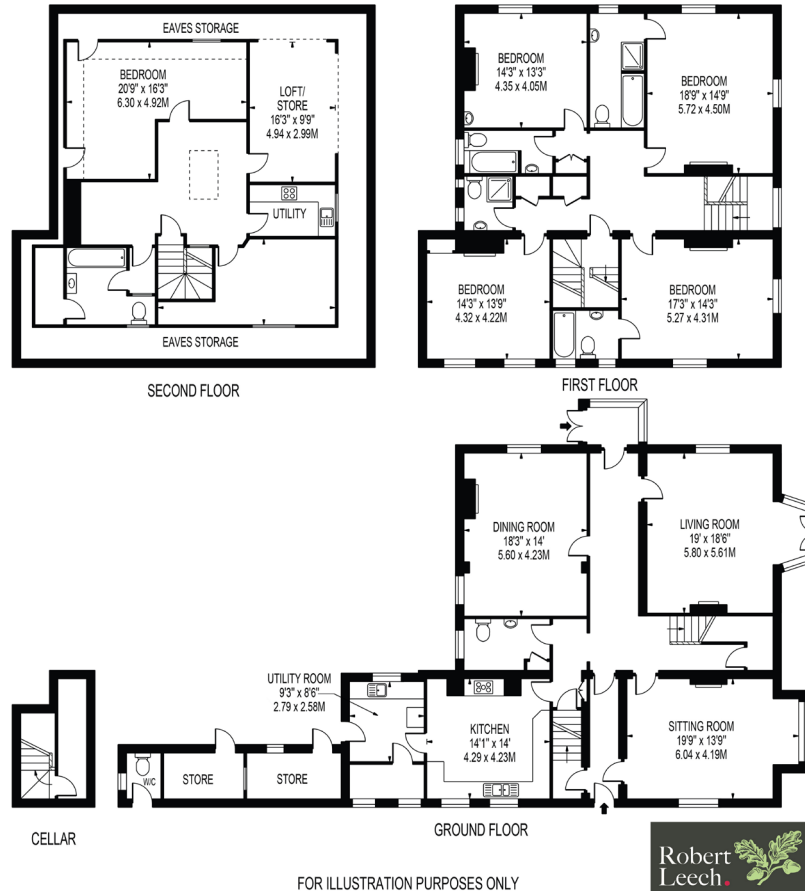 EAVES STORAGE
BEDROOM
20'9" x 16'3"
6.30 x 4.92M
LOFT/
STORE
16'3" x 9'9"
4.94 x 2.99M
UTILITY
EAVES STORAGE
SECOND FLOOR
BEDROOM
14'3" x 13'3"
4.35 x 4.05M
BEDROOM
18'9" x 14'9"
5.72 x 4.50M
BEDROOM
14'3" x 13'9"
4.32 x 4.22M
BEDROOM
17'3" x 14'3"
5.27 x 4.31M
FIRST FLOOR
DINING ROOM
18'3" x 14'
5.60 x 4.23M
LIVING ROOM
19' x 18'6"
5.80 x 5.61M
UTILITY ROOM
9'3" x 8'6"
2.79 x 2.58M
KITCHEN
14'1" x 14'
4.29 x 4.23M
SITTING ROOM
19'9" x 13'9"
6.04 x 4.19M
W/C
STORE
STORE
CELLAR
GROUND FLOOR
Robert
Leech.
FOR ILLUSTRATION PURPOSES ONLY